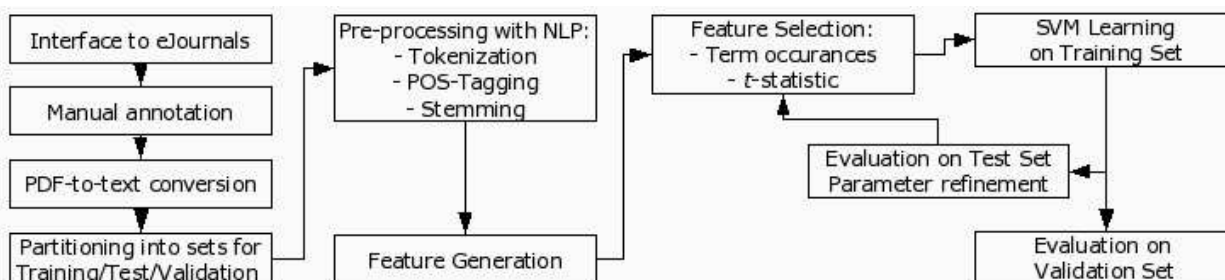 Interface to eJournals
Manual annotation
PDF-to-text conversion
Partitioning into sets for
Training/Test/Validation
Pre-processing with NLP:
- Tokenization
- POS-Tagging
- Stemming
Feature Generation
Feature Selection:
- Term occurances
- t-statistic
SVM Learning
on Training Set
Evaluation on Test Set
Parameter refinement
Evaluation on
Validation Set